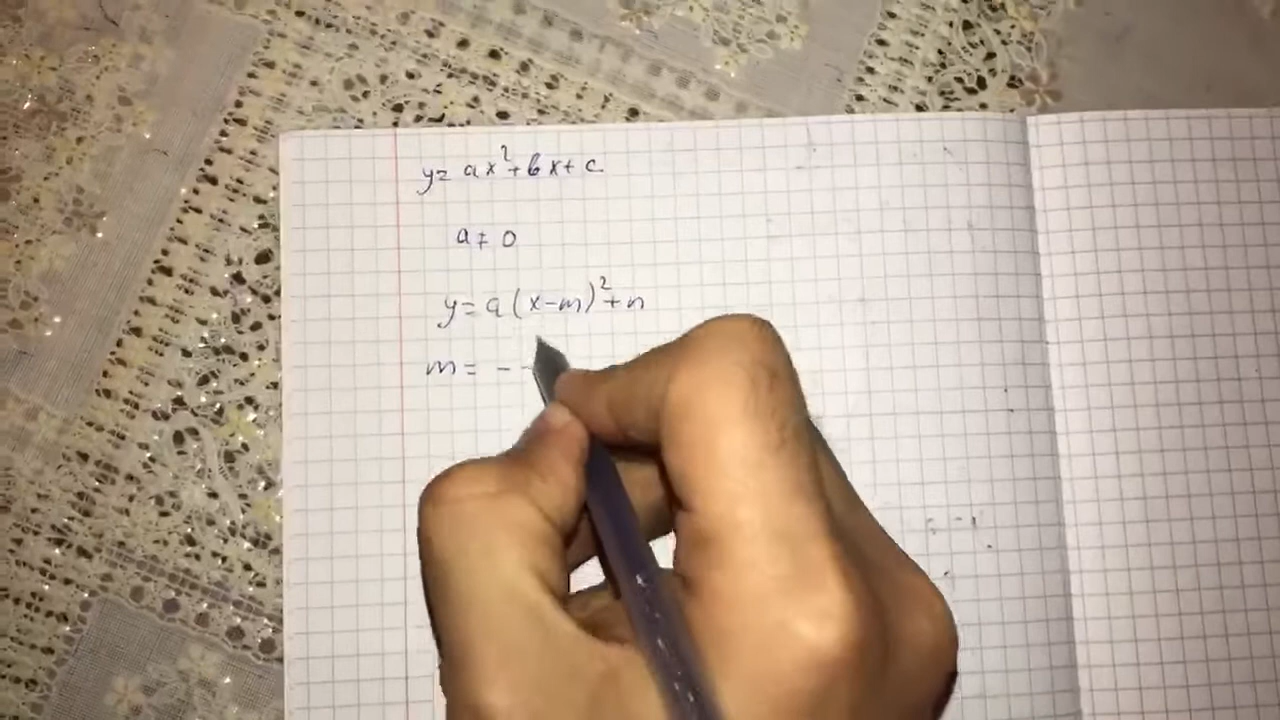 y = ax²+bx+c
a ≠ 0
y = a(x-m)²+n
m = -